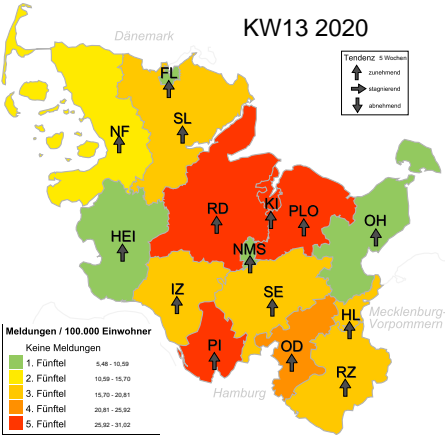 KW13 2020
Dänemark
Tendenz 5 Wochen
zunehmend
stagnierend
abnehmend
FL
SL
NF
RD
KI
PLO
OH
HEI
NMS
IZ
SE
HL
Mecklenburg-
Vorpommern
PI
OD
RZ
Hamburg
Meldungen / 100.000 Einwohner
Keine Meldungen
1. Fünftel 5,48 - 10,59
2. Fünftel 10,59 - 15,70
3. Fünftel 15,70 - 20,81
4. Fünftel 20,81 - 25,92
5. Fünftel 25,92 - 31,02